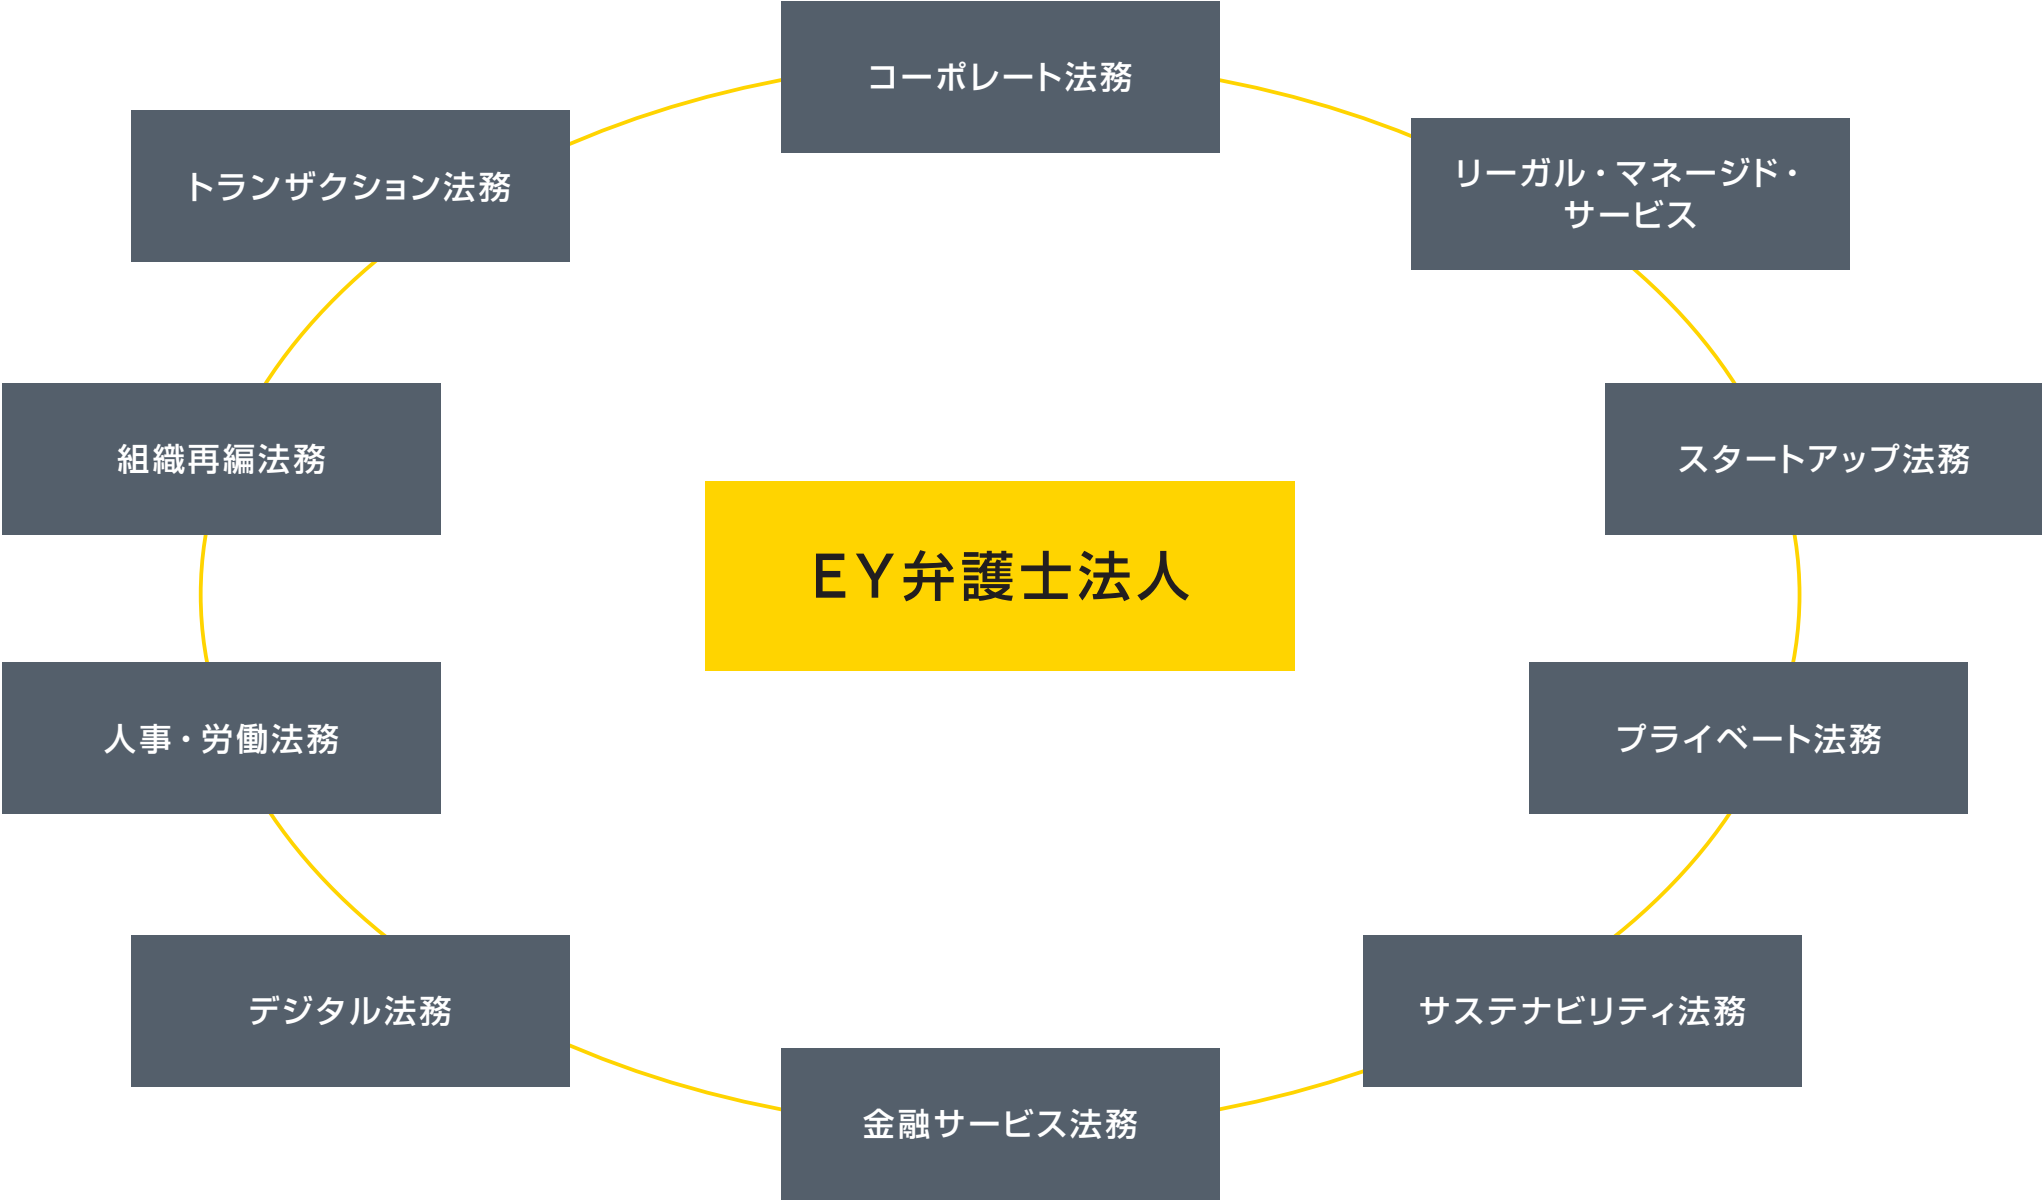 コーポレート法務
トランザクション法務
リーガル・マネージド・
サービス
組織再編法務
スタートアップ法務
EY弁護士法人
人事・労働法務
プライベート法務
デジタル法務
サステナビリティ法務
金融サービス法務